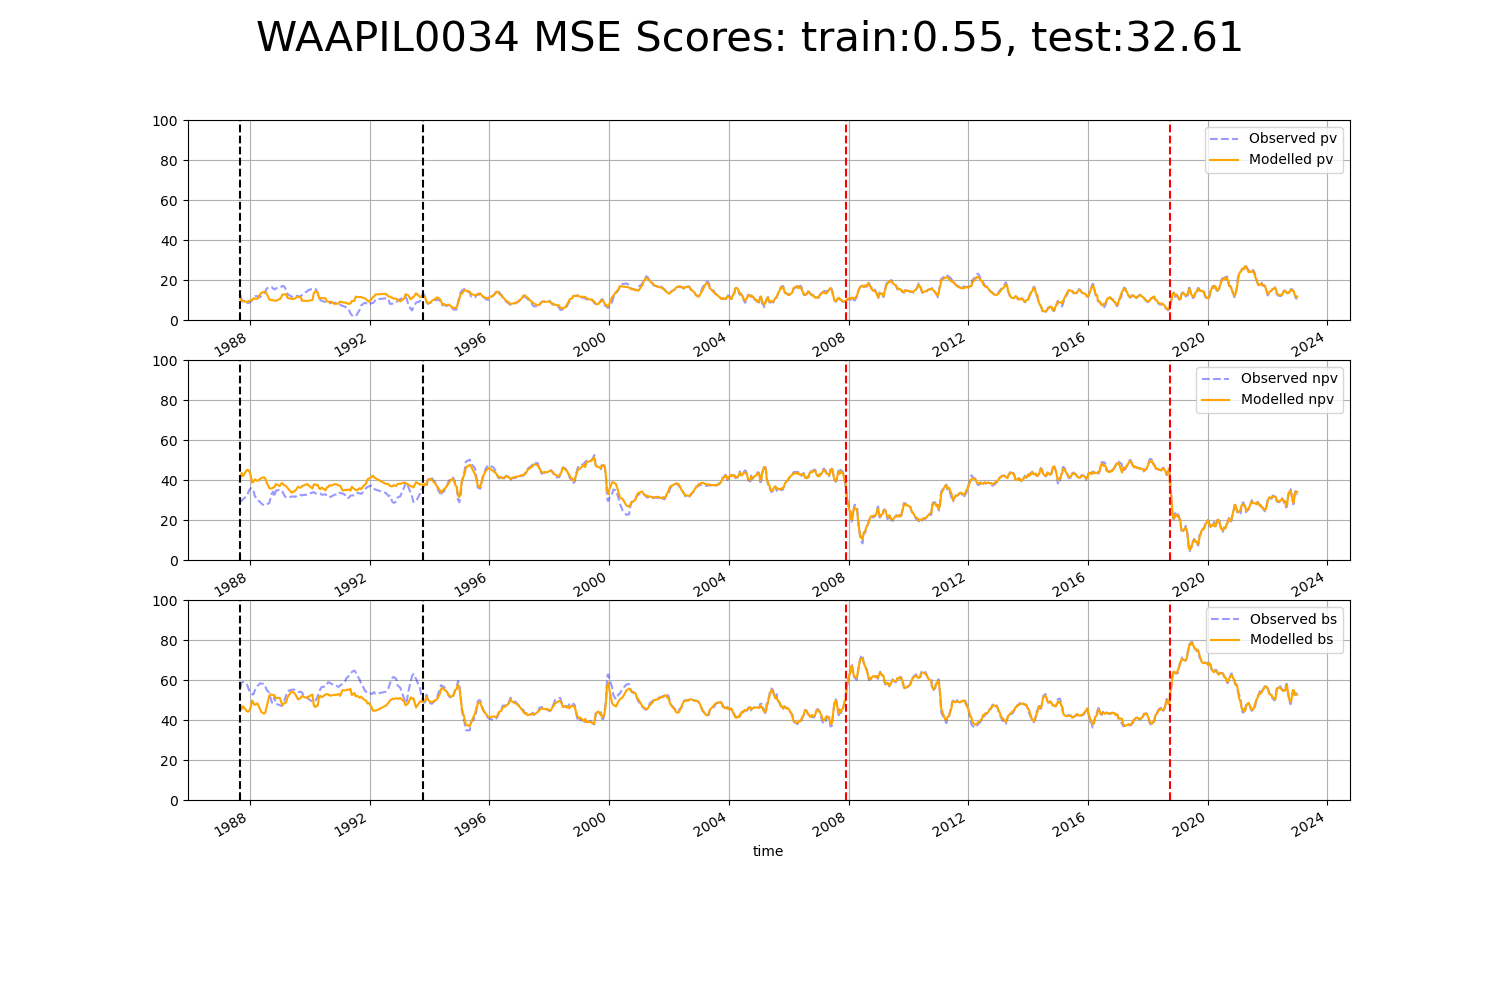 WAAPIL0034 MSE Scores: train:0.55, test:32.61
100
80
60
40
20
0
Observed pv
Modelled pv
1988 1992 1996 2000 2004 2008 2012 2016 2020 2024
100
80
60
40
20
0
Observed npv
Modelled npv
1988 1992 1996 2000 2004 2008 2012 2016 2020 2024
100
80
60
40
20
0
Observed bs
Modelled bs
1988 1992 1996 2000 2004 2008 2012 2016 2020 2024
time